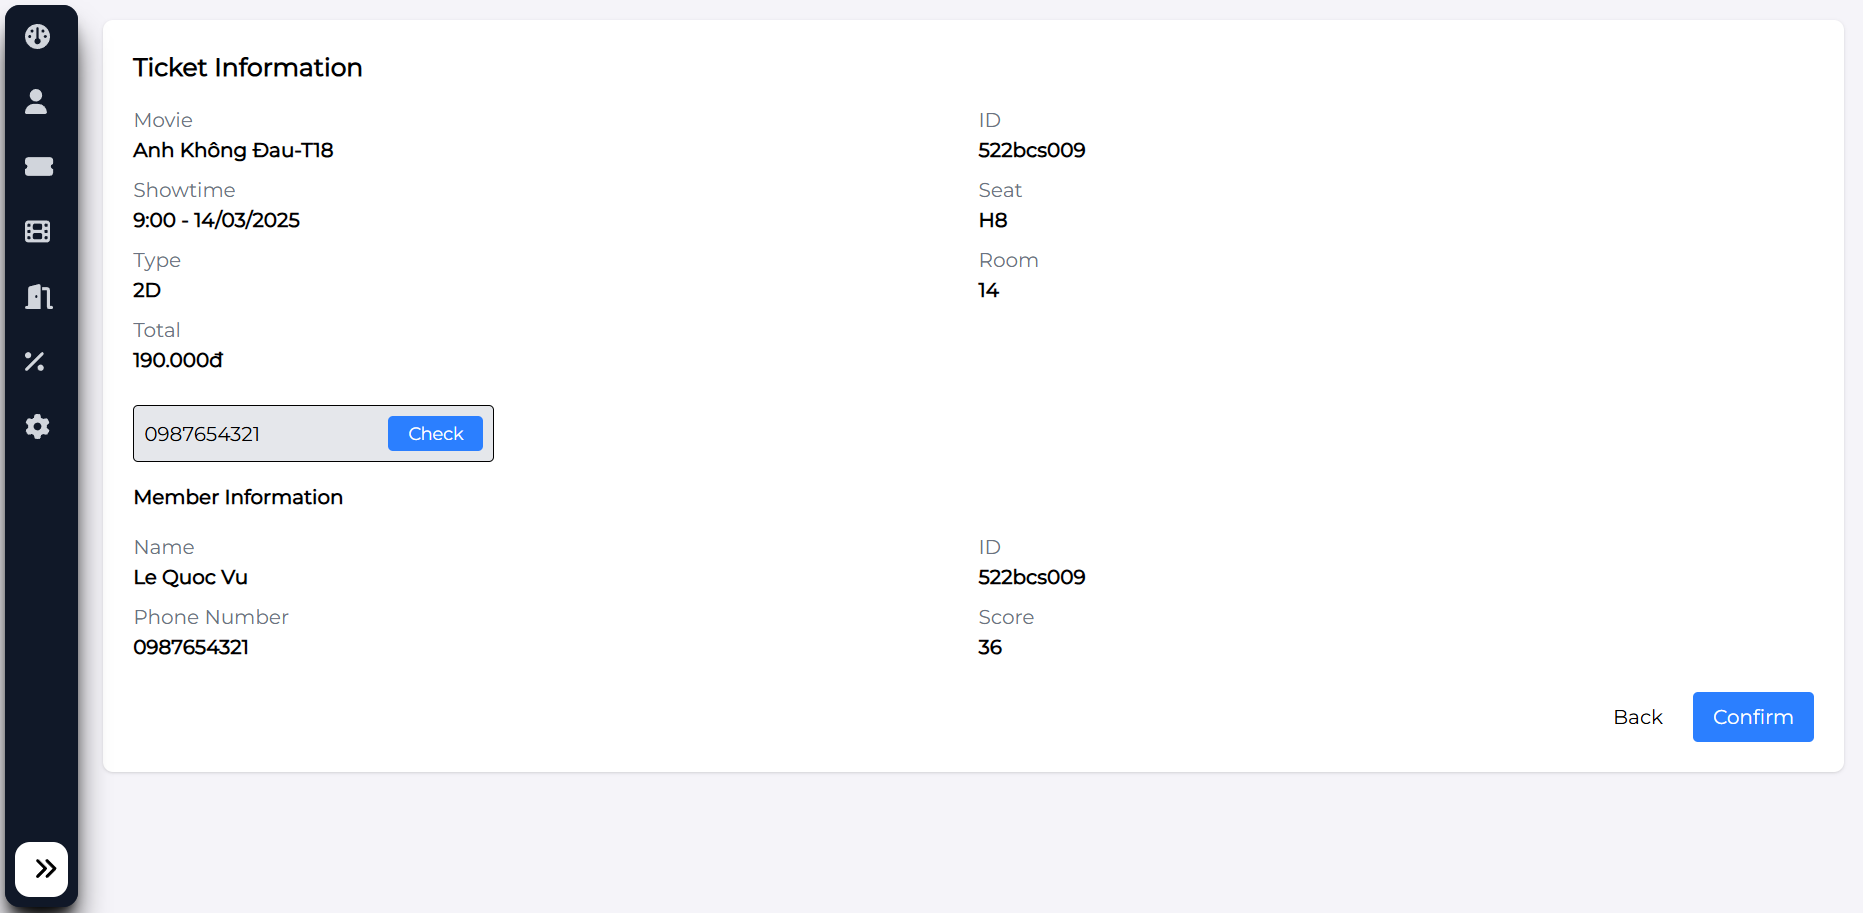 Ticket Information
Movie
Anh Không Đau-T18
ID
522bcs009
Showtime
9:00 - 14/03/2025
Seat
H8
Type
2D
Room
14
Total
190.000đ
0987654321
Check
Member Information
Name
Le Quoc Vu
ID
522bcs009
Phone Number
0987654321
Score
36
Back
Confirm